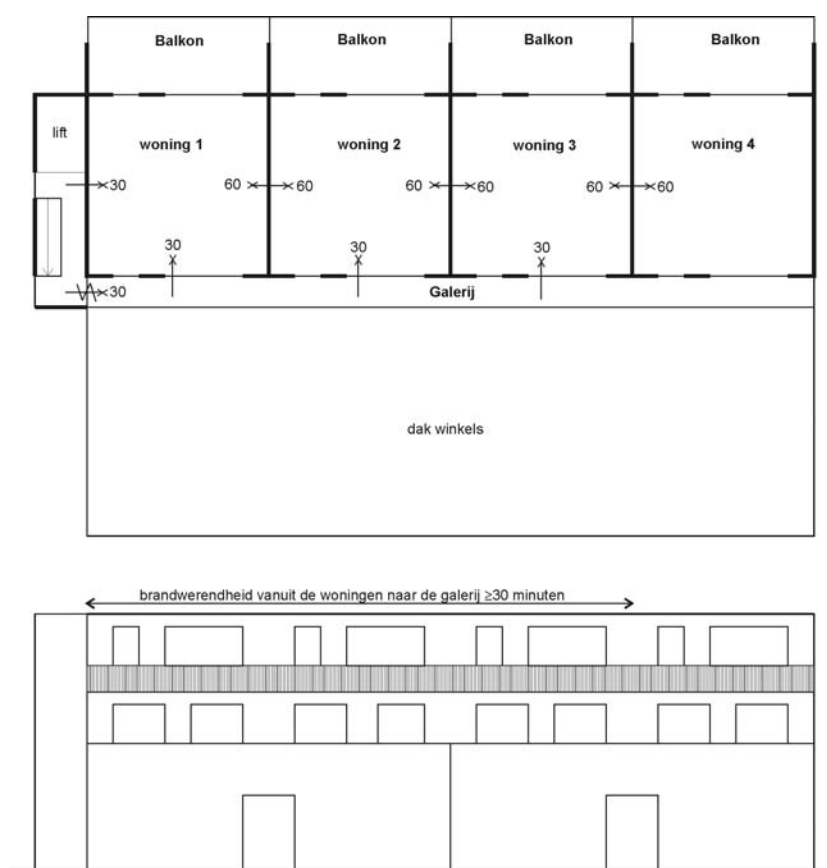 Balkon Balkon Balkon Balkon
lift
woning 1 woning 2 woning 3 woning 4
30 60 60 60 60 60 60
30 30 30
30 Galerij
dak winkels
brandwerendheid vanuit de woningen naar de galerij ≥30 minuten